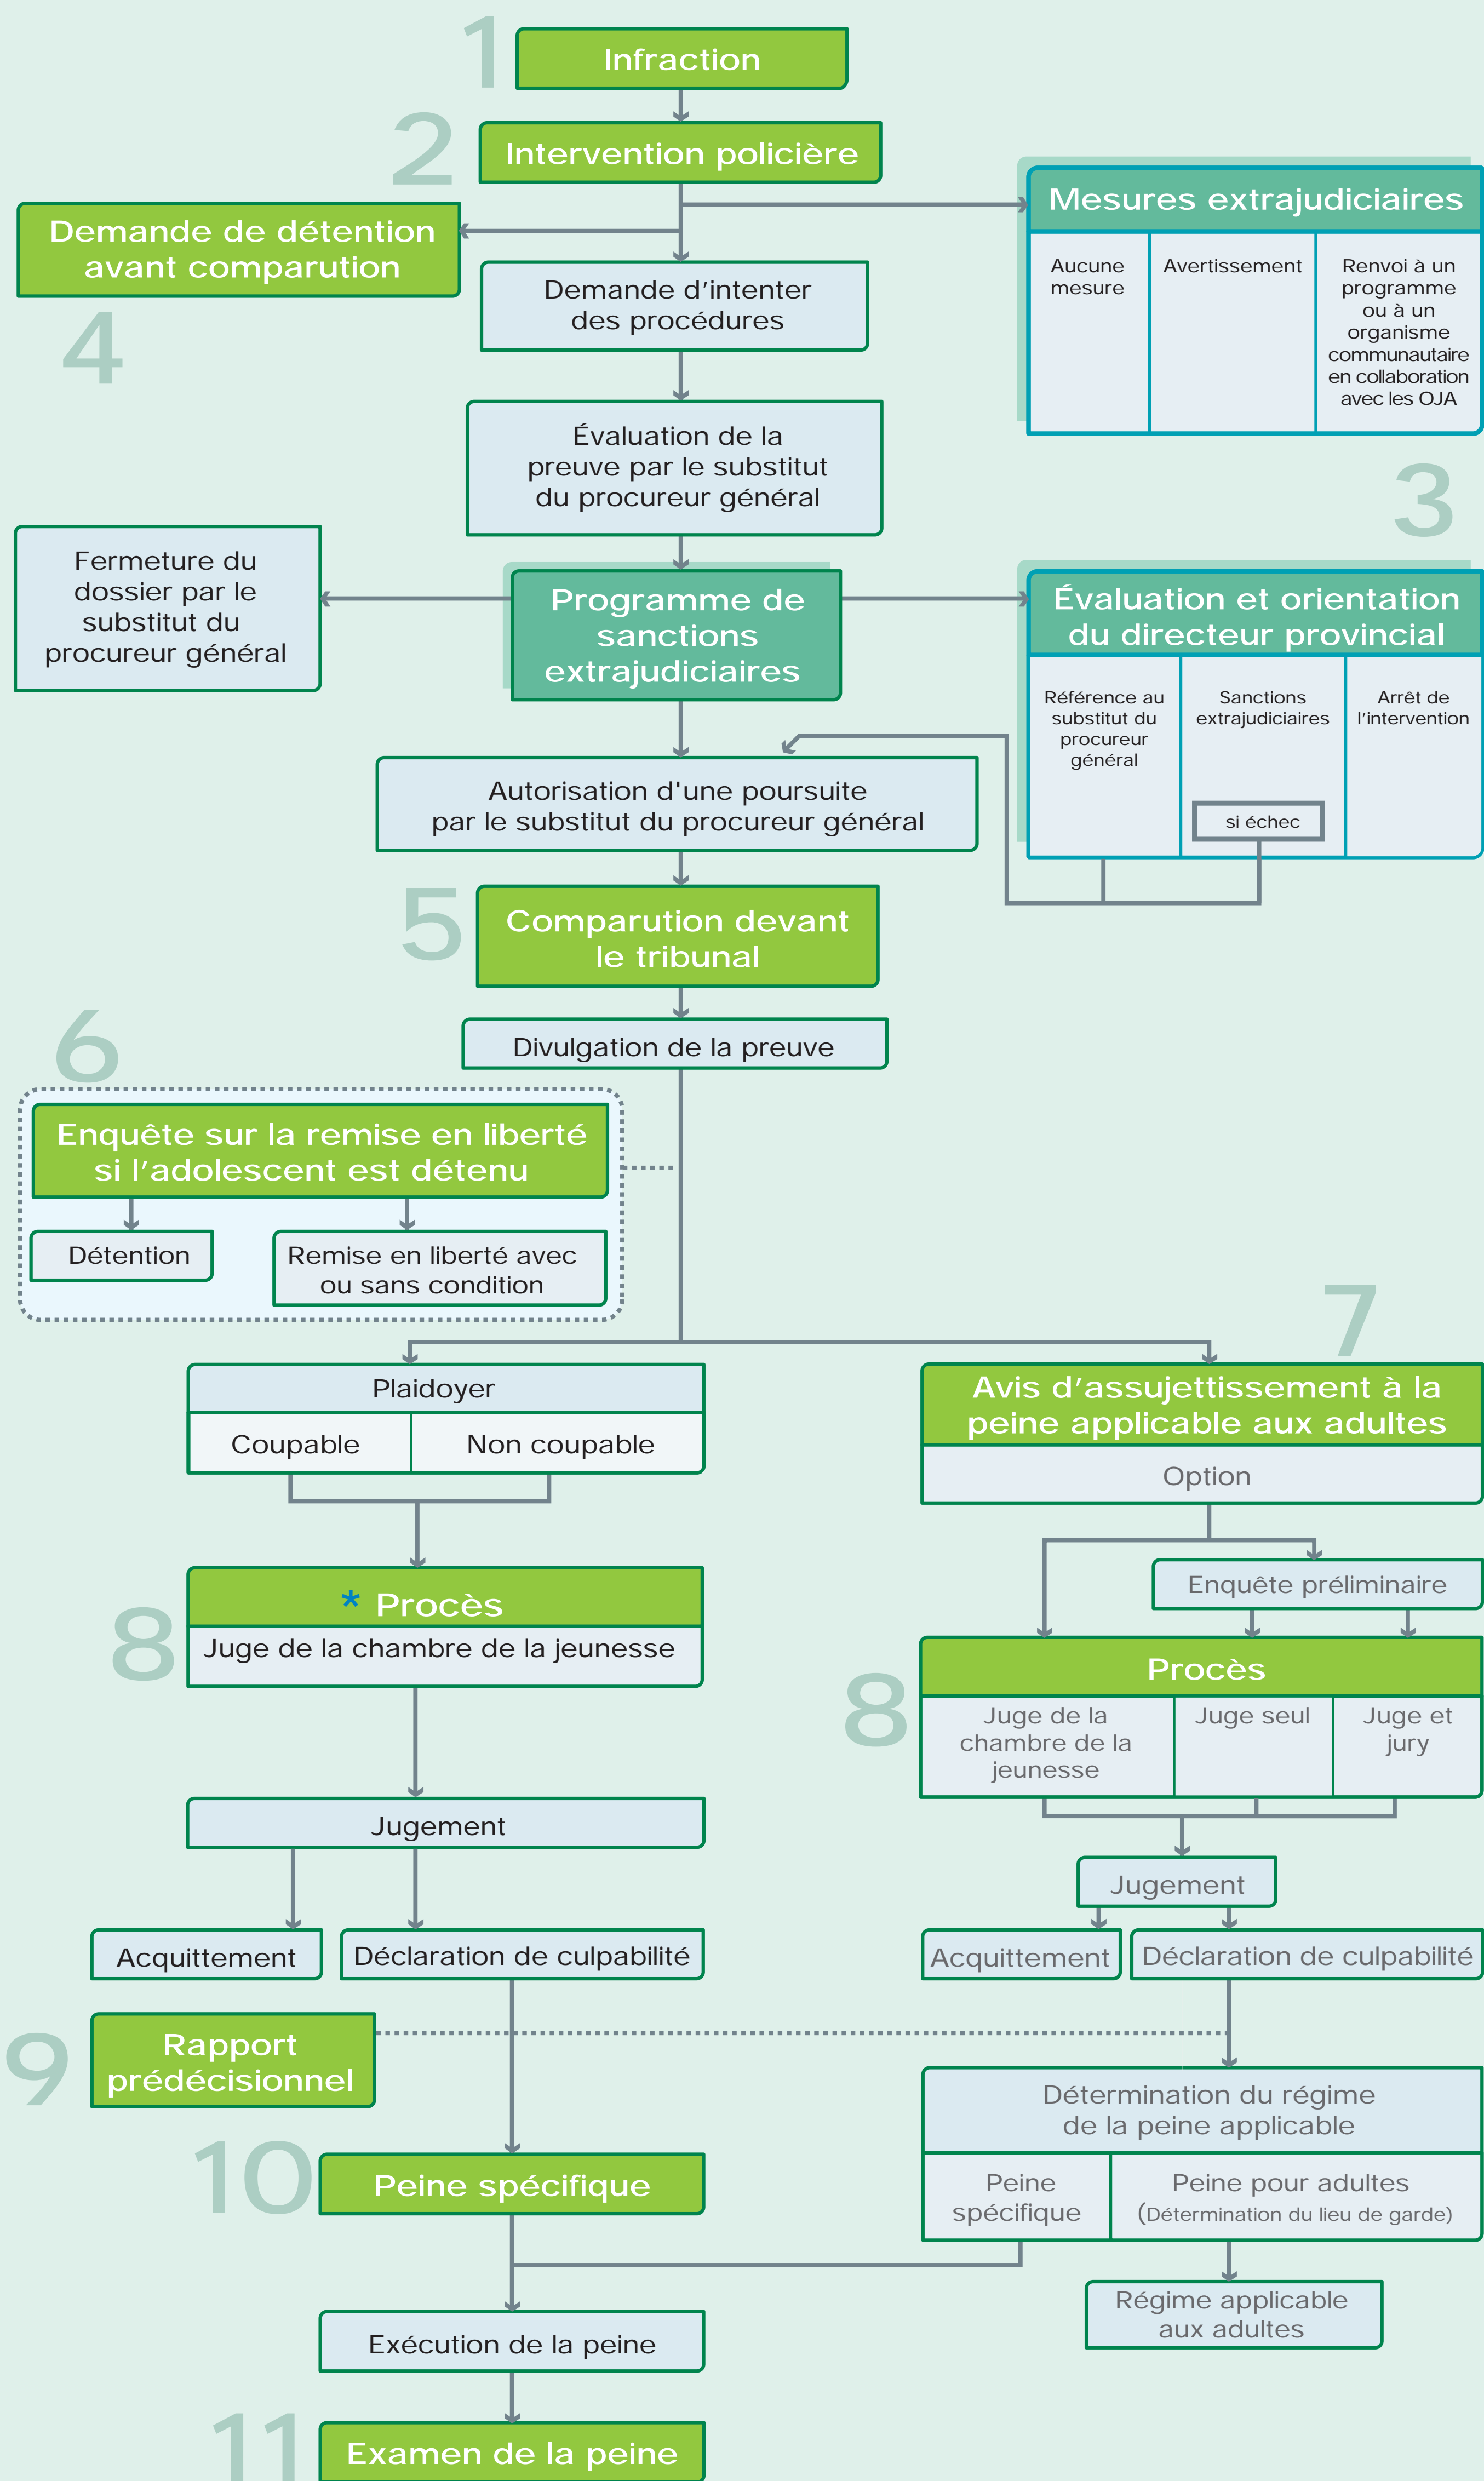 1
Infraction
2
Intervention policière
Mesures extrajudiciaires
Aucune
mesure
Avertissement
Renvoi à un
programme
ou à un
organisme
communautaire
en collaboration
avec les OJA
Demande de détention
avant comparution
4
Demande d’intenter
des procédures
Évaluation de la
preuve par le substitut
du procureur général
3
Fermeture du
dossier par le
substitut du
procureur général
Programme de
sanctions
extrajudiciaires
Évaluation et orientation
du directeur provincial
Référence au
substitut du
procureur
général
Sanctions
extrajudiciaires
si échec
Arrêt de
l’intervention
Autorisation d'une poursuite
par le substitut du procureur général
5
Comparution devant
le tribunal
Divulgation de la preuve
6
Enquête sur la remise en liberté
si l’adolescent est détenu
Détention
Remise en liberté avec
ou sans condition
7
Plaidoyer
Coupable
Non coupable
Avis d’assujettissement à la
peine applicable aux adultes
Option
Enquête préliminaire
8
* Procès
Juge de la chambre de la jeunesse
8
Procès
Juge de la
chambre de la
jeunesse
Juge seul
Juge et
jury
Jugement
Jugement
Acquittement
Déclaration de culpabilité
Acquittement
Déclaration de culpabilité
9
Rapport
prédécisionnel
Détermination du régime
de la peine applicable
Peine
spécifique
Peine pour adultes
(Détermination du lieu de garde)
10
Peine spécifique
Régime applicable
aux adultes
Exécution de la peine
11
Examen de la peine